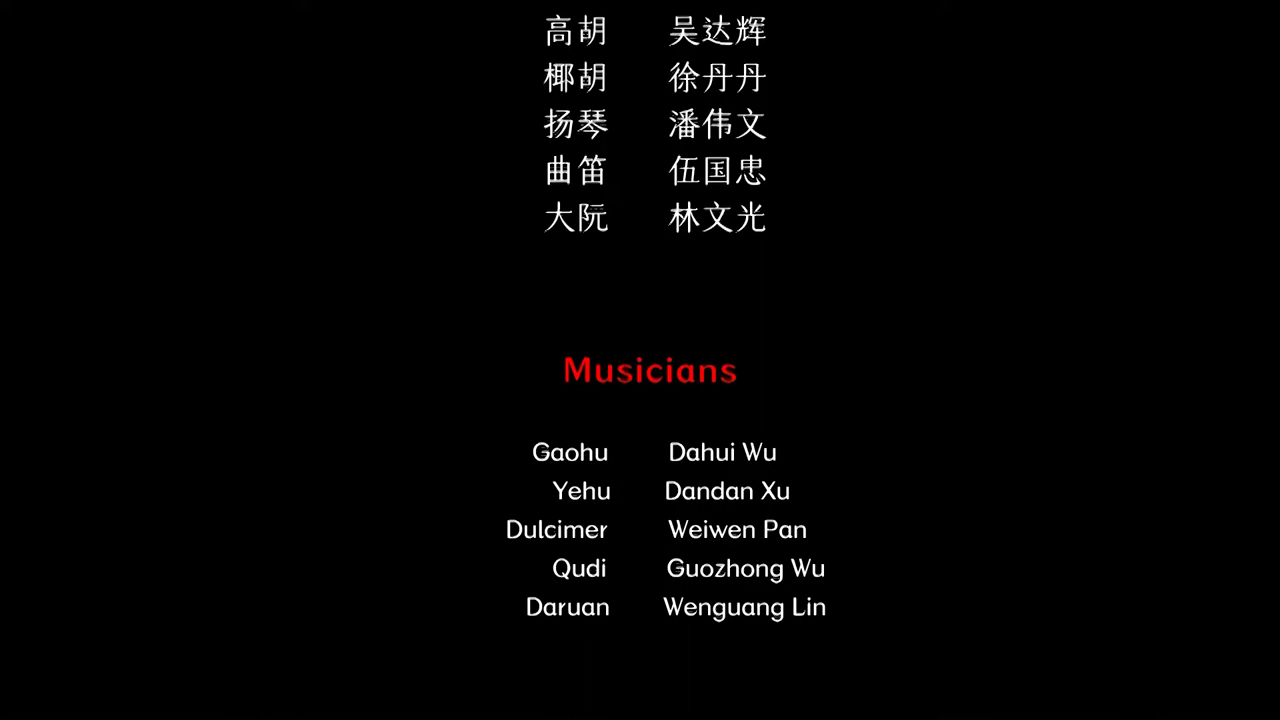 高胡 吴达辉
椰胡 徐丹丹
扬琴 潘伟文
曲笛 伍国忠
大阮 林文光
Musicians
Gaohu Dahui Wu
Yehu Dandan Xu
Dulcimer Weiwen Pan
Qudi Guozhong Wu
Daruan Wenguang Lin